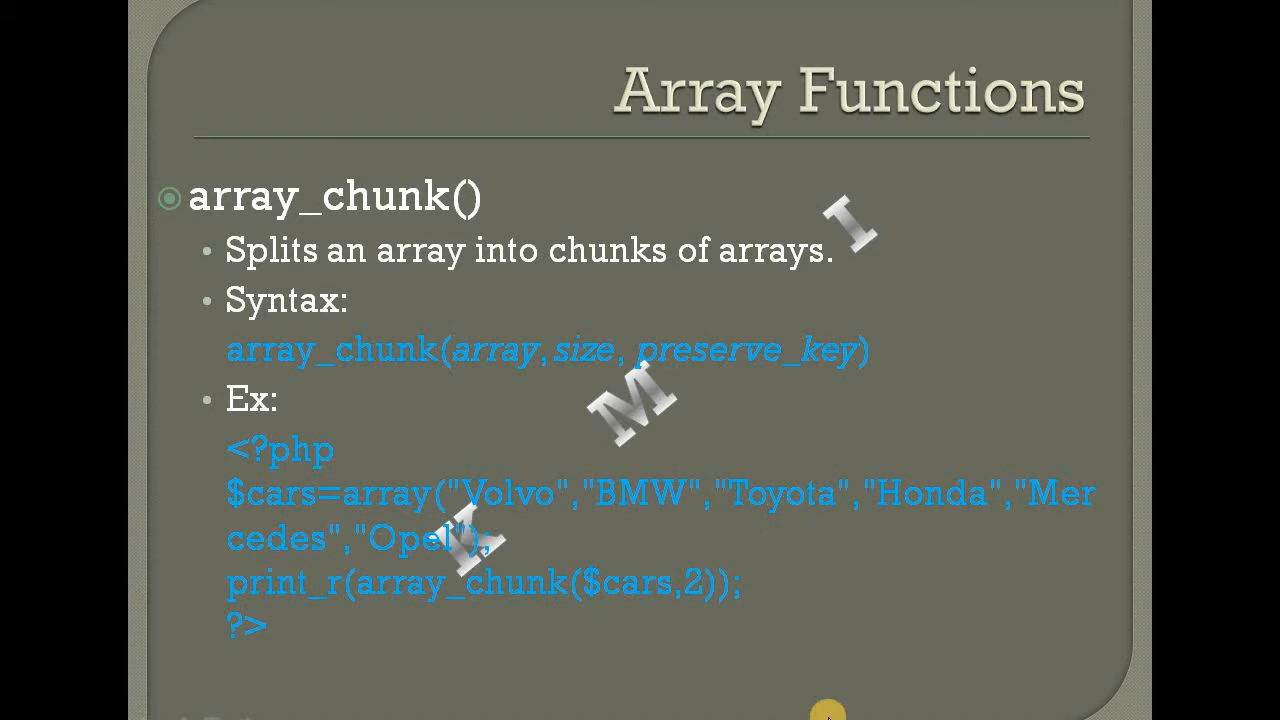 Array Functions
array_chunk()
Splits an array into chunks of arrays.
Syntax:
array_chunk(array, size, preserve_key)
Ex:
<?php
$cars=array("Volvo","BMW","Toyota","Honda","Mer
cedes","Opel");
print_r(array_chunk($cars,2));
?>
K M I